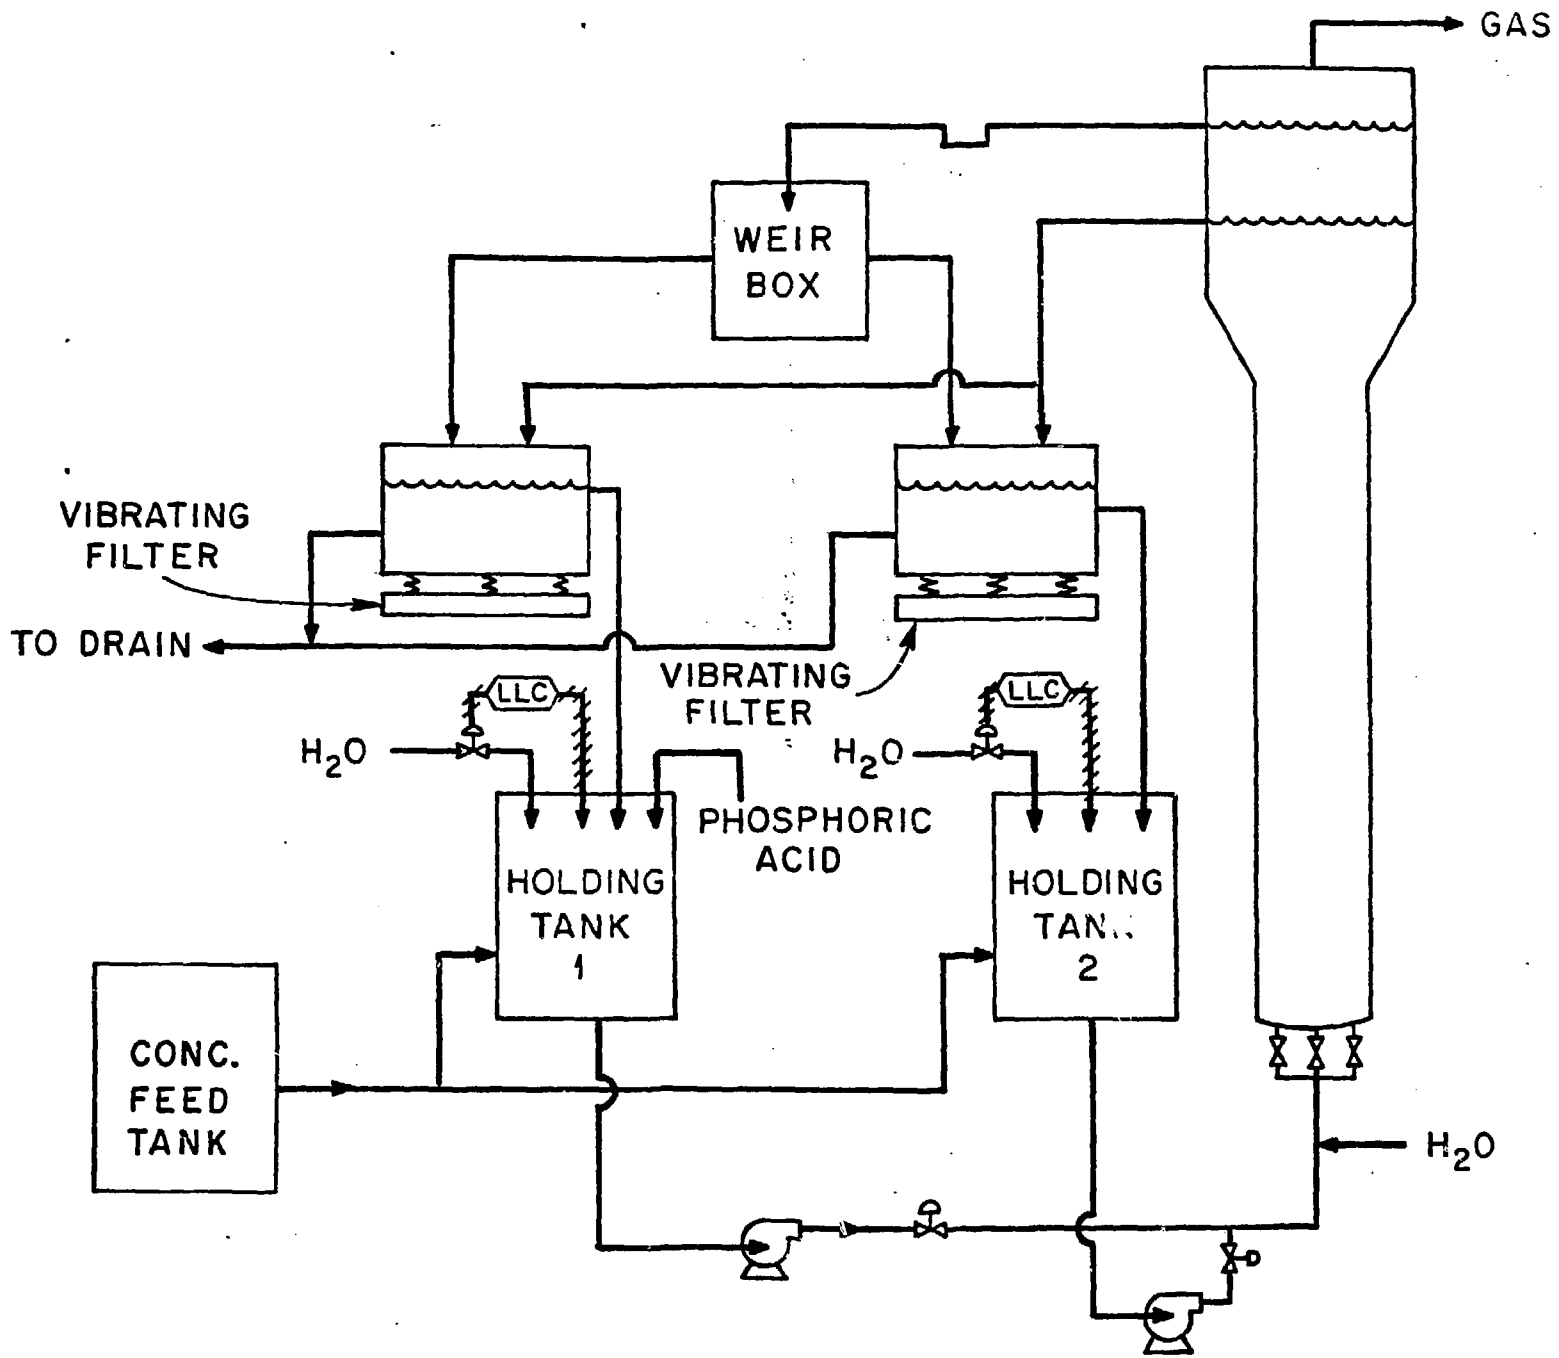 GAS
WEIR
BOX
VIBRATING
FILTER
TO DRAIN
VIBRATING
FILTER
LLC
LLC
H2O
H2O
PHOSPHORIC
ACID
HOLDING
TANK
1
HOLDING
2
CONC.
FEED
TANK
H2O